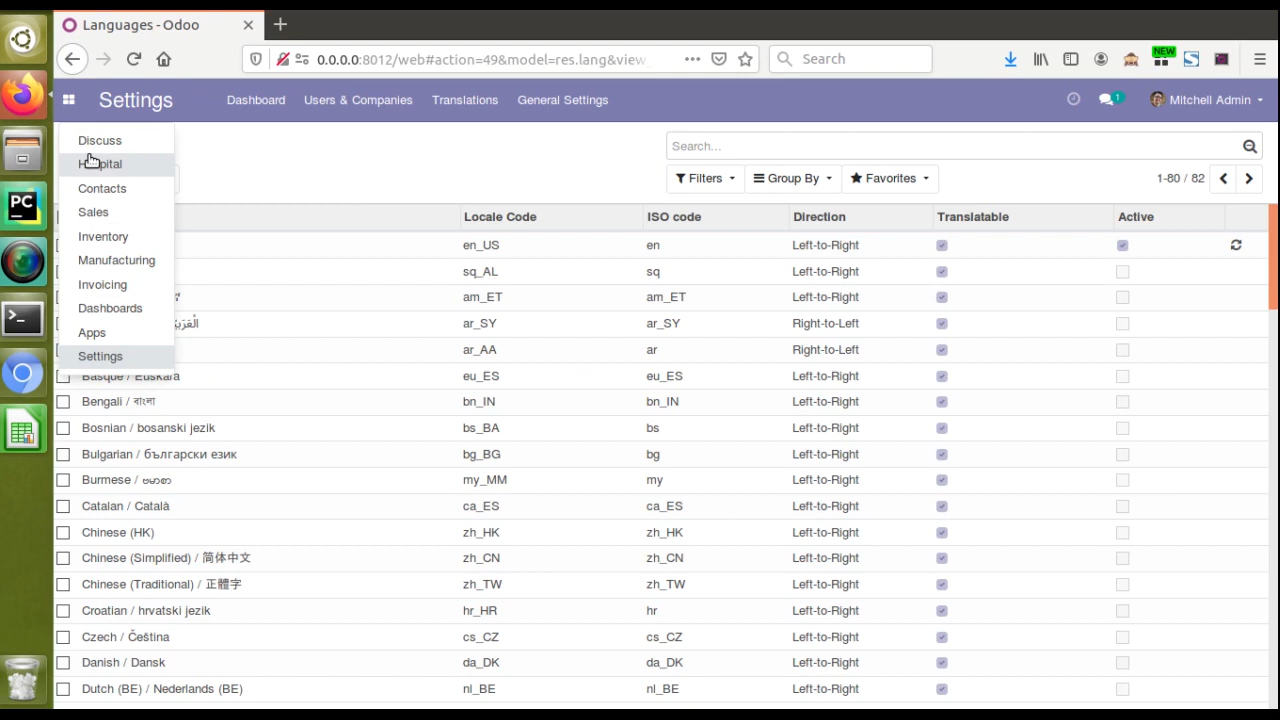 Languages - Odoo
0.0.0.0:8012/web#action=49&model=res.lang&view_
Search
NEW
Settings
Dashboard
Users & Companies
Translations
General Settings
1
Mitchell Admin
Discuss
Hospital
Contacts
Sales
Inventory
Manufacturing
Invoicing
Dashboards
Apps
Settings
Search...
Filters
Group By
Favorites
1-80 / 82
Locale Code ISO code Direction Translatable Active
en_US en Left-to-Right
sq_AL sq Left-to-Right
am_ET am_ET Left-to-Right
ar_SY ar_SY Right-to-Left
ar_AA ar Right-to-Left
Basque / Euskara eu_ES eu_ES Left-to-Right
Bengali / বাংলা bn_IN bn_IN Left-to-Right
Bosnian / bosanski jezik bs_BA bs Left-to-Right
Bulgarian / български език bg_BG bg Left-to-Right
Burmese / ဗမာစာ my_MM my Left-to-Right
Catalan / Català ca_ES ca_ES Left-to-Right
Chinese (HK) zh_HK zh_HK Left-to-Right
Chinese (Simplified) / 简体中文 zh_CN zh_CN Left-to-Right
Chinese (Traditional) / 正體字 zh_TW zh_TW Left-to-Right
Croatian / hrvatski jezik hr_HR hr Left-to-Right
Czech / Čeština cs_CZ cs_CZ Left-to-Right
Danish / Dansk da_DK da_DK Left-to-Right
Dutch (BE) / Nederlands (BE) nl_BE nl_BE Left-to-Right
PC